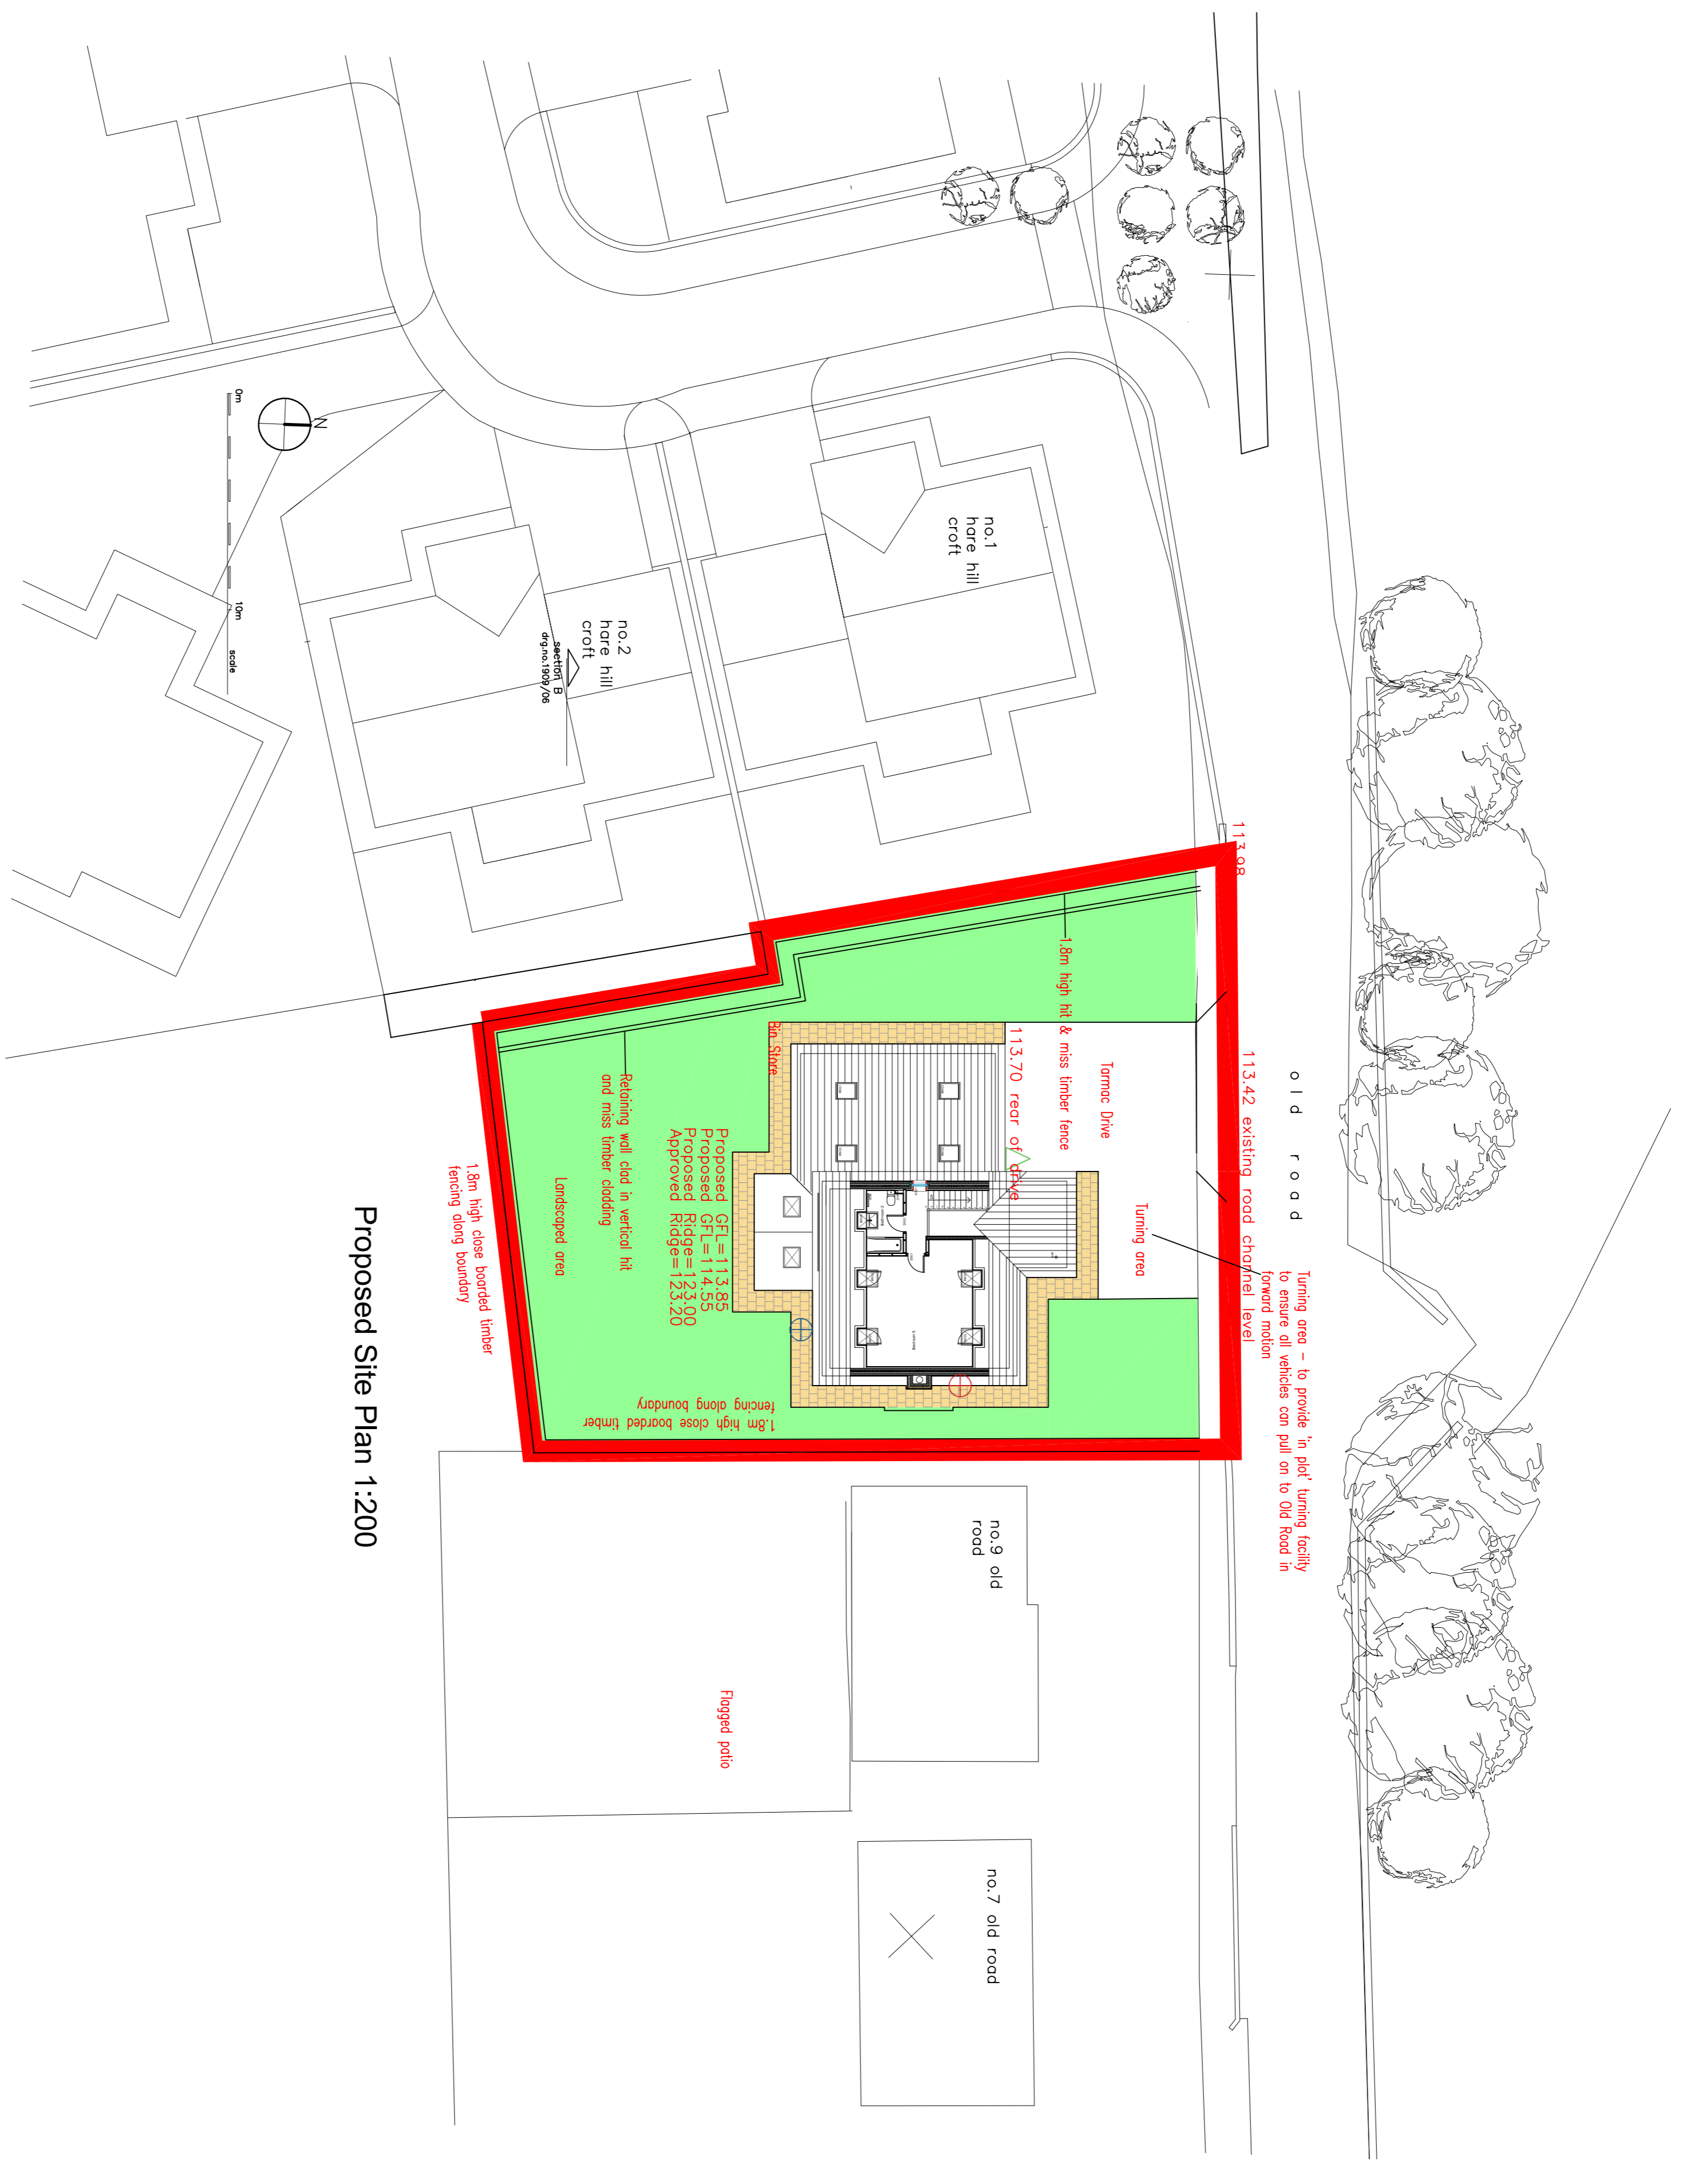 old road
Turning area – to provide 'in plot' turning facility
to ensure all vehicles can pull on to Old Road in
forward motion
113.98
113.42 existing road channel level
Tarmac Drive
Turning area
1.8m high hit & miss timber fence
113.70 rear of drive
no.1
hare hill
croft
no.2
hare hill
croft
section B
drg.no.1909/06
Bin Store
Proposed GFL=113.85
Proposed GFL=114.55
Proposed Ridge=123.00
Approved Ridge=123.20
Retaining wall clad in vertical hit
and miss timber cladding
Landscaped area
1.8m high close boarded timber
fencing along boundary
1.8m high close boarded timber
fencing along boundary
no.9 old
road
Flagged patio
no.7 old road
N
0m
10m
scale
Proposed Site Plan 1:200